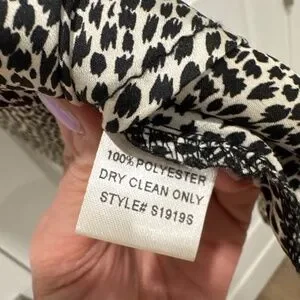 100% POLYESTER
DRY CLEAN ONLY
STYLE# S1919S